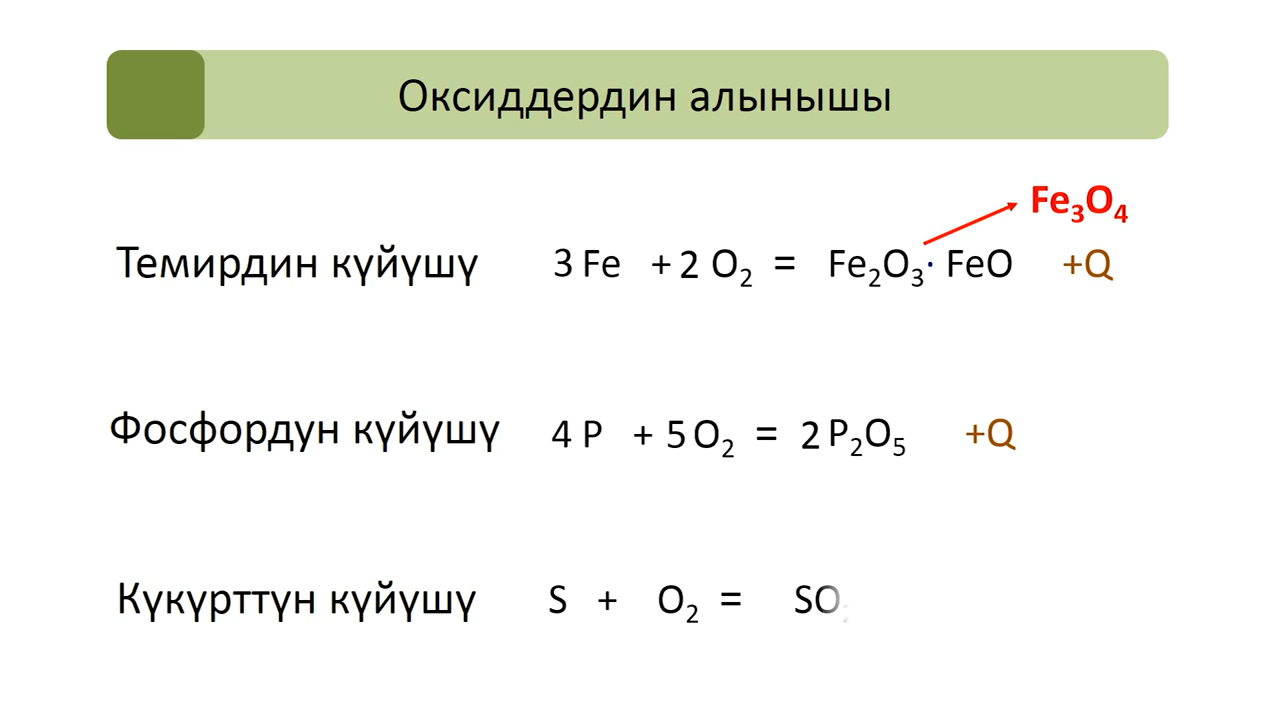 Оксиддердин алынышы
Fe₃O₄
Темирдин күйүшү 3 Fe + 2 O₂ = Fe₂O₃ · FeO +Q
Фосфордун күйүшү 4 P + 5 O₂ = 2 P₂O₅ +Q
Күкүрттүн күйүшү S + O₂ = SO₂